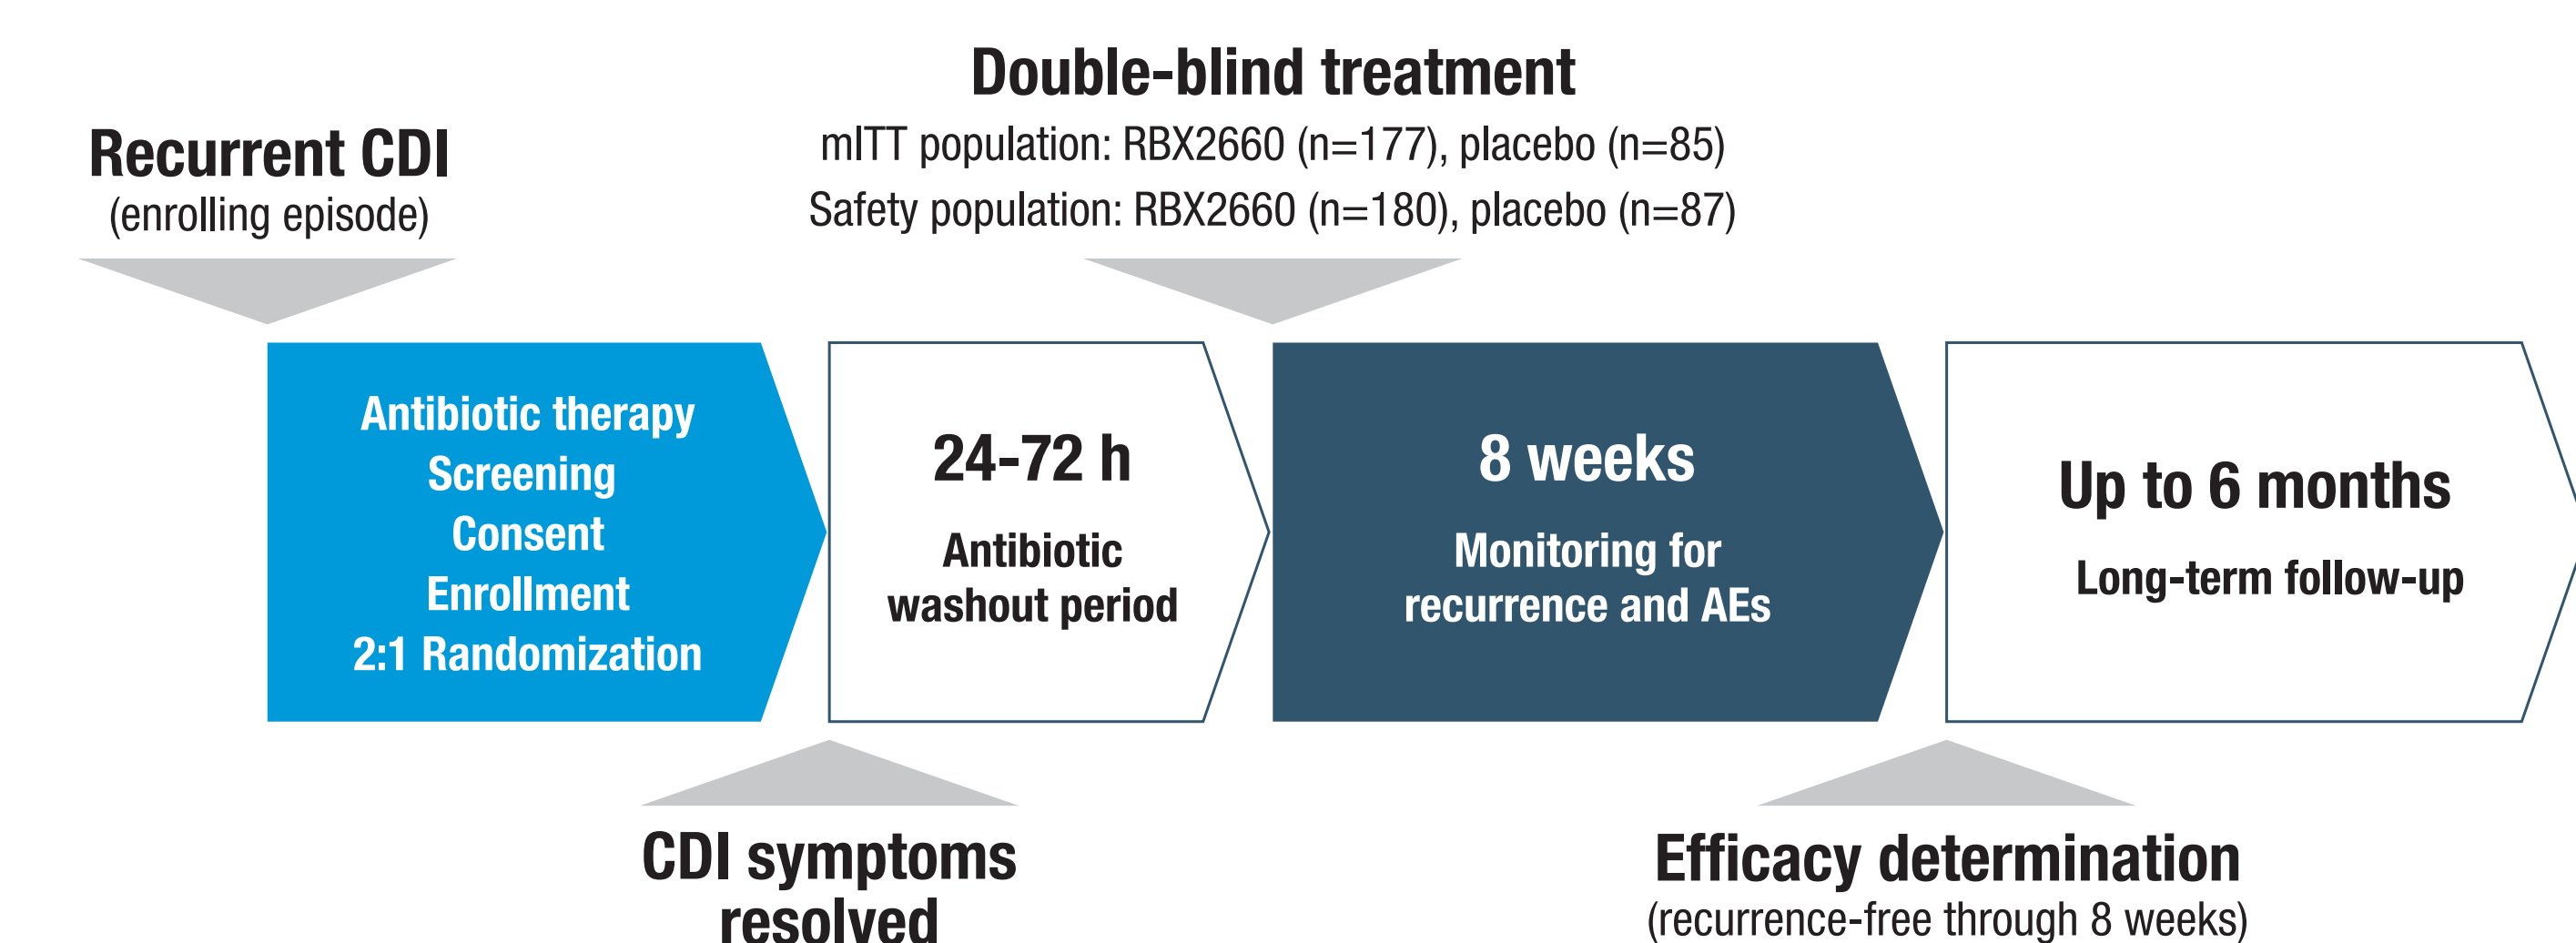 Recurrent CDI
(enrolling episode)
Double-blind treatment
mITT population: RBX2660 (n=177), placebo (n=85)
Safety population: RBX2660 (n=180), placebo (n=87)
Antibiotic therapy
Screening
Consent
Enrollment
2:1 Randomization
24-72 h
Antibiotic
washout period
8 weeks
Monitoring for
recurrence and AEs
Up to 6 months
Long-term follow-up
CDI symptoms
resolved
Efficacy determination
(recurrence-free through 8 weeks)